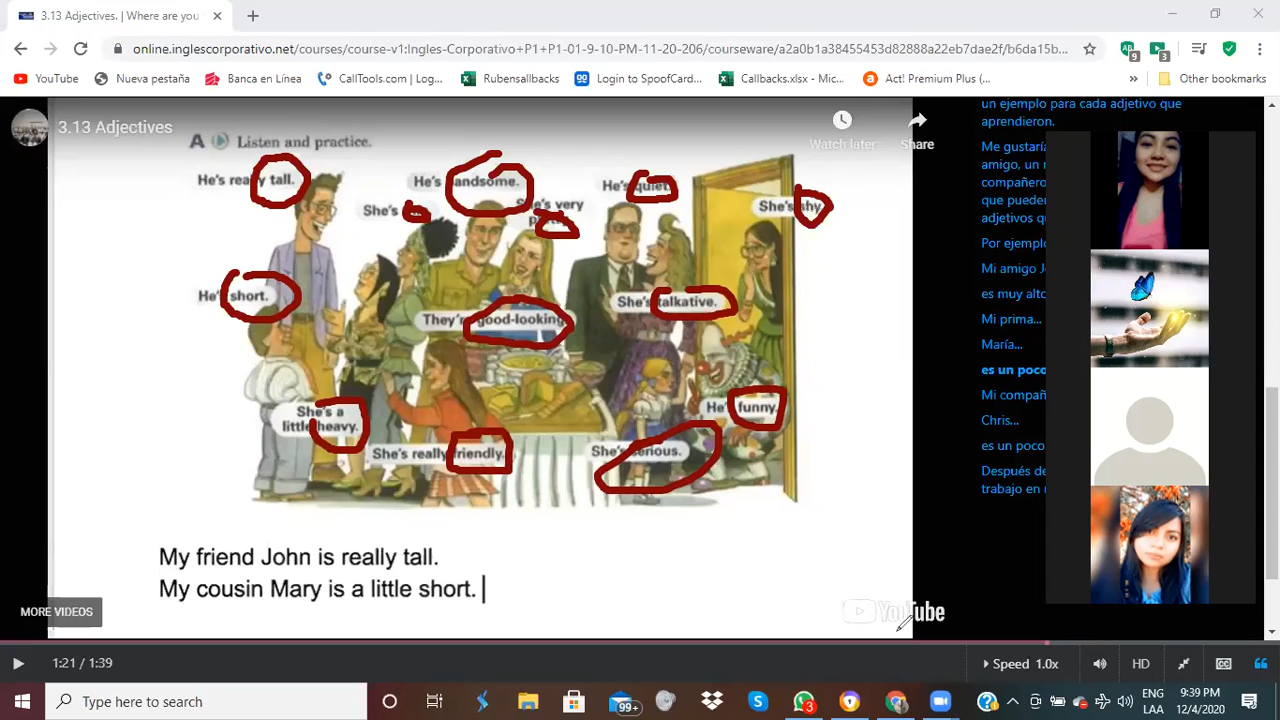 3.13 Adjectives. | Where are you
online.inglescorporativo.net/courses/course-v1:Ingles-Corporativo+P1+P1-01-9-10-PM-11-20-206/courseware/a2a0b1a38455453d82888a22eb7dae2f/b6da15b...
9
3
YouTube
Nueva pestaña
Banca en Línea
CallTools.com | Log...
Rubensallbacks
Login to SpoofCard...
Callbacks.xlsx - Mic...
Act! Premium Plus (...
»
Other bookmarks
3.13 Adjectives
Watch later
Share
A Listen and practice.
He's really tall.
He's handsome.
He's quiet.
She's
She's very
She's shy
He's short.
She's talkative.
They're good-looking.
She's a
little heavy.
He's funny.
She's really friendly.
She's serious.
My friend John is really tall.
My cousin Mary is a little short.
MORE VIDEOS
YouTube
un ejemplo para cada adjetivo que
aprendieron.
Me gustaría
amigo, un
compañero
que pueden
adjetivos
Por ejemplo
Mi amigo
es muy alto
Mi prima...
María...
es un poco
Mi
Chris...
es un poco
Después de
trabajo en
1:21 / 1:39
Speed 1.0x
HD
Type here to search
99+
3
ENG
LAA
9:39 PM
12/4/2020